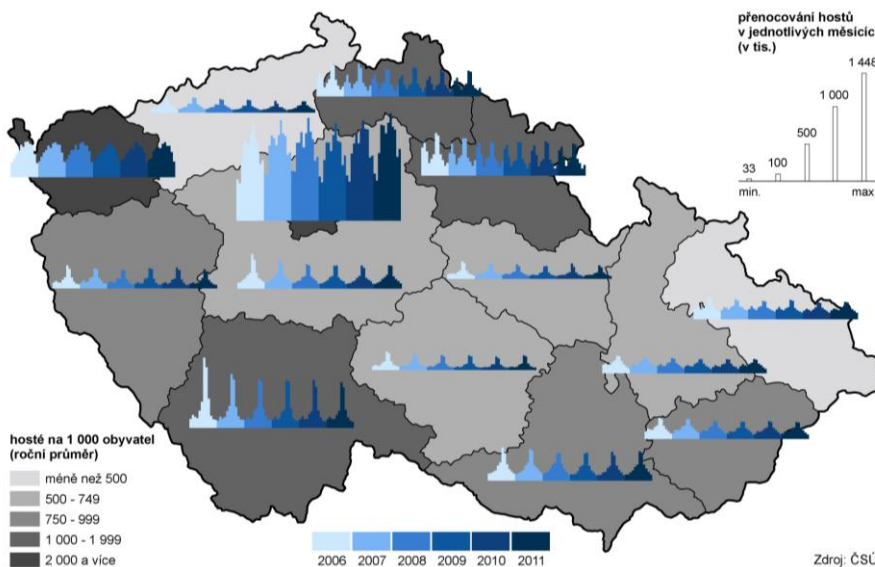 přenocování hostů
v jednotlivých měsících
(v tis.)
1 448
1 000
500
100
33
min.
max
hosté na 1 000 obyvatel
(roční průměr)
méně než 500
500 - 749
750 - 999
1 000 - 1 999
2 000 a více
2006 2007 2008 2009 2010 2011
Zdroj: ČSÚ